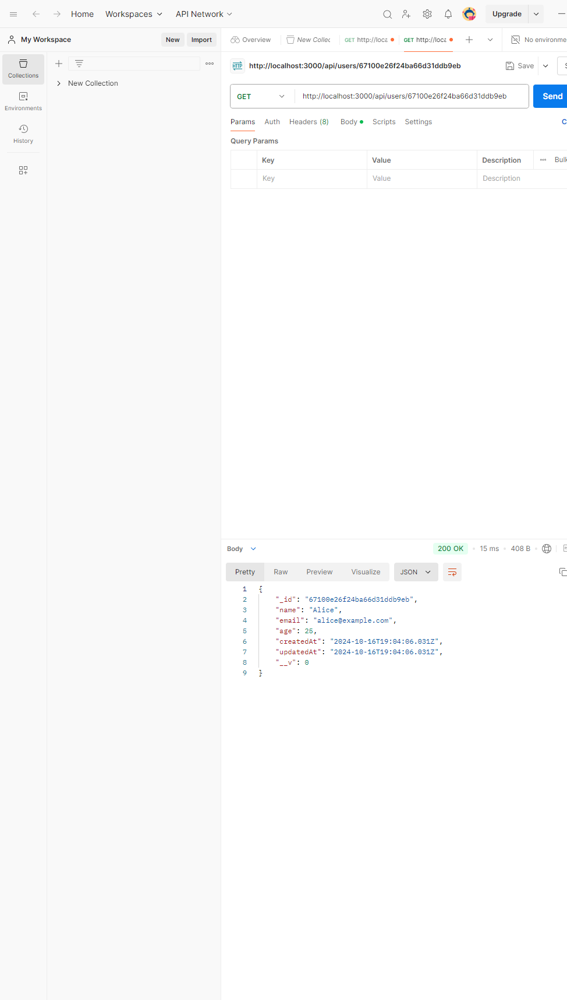 Home Workspaces API Network Upgrade
My Workspace New Import Overview New Collec GET http://loca GET http://loca No environme
Collections
Environments
History
New Collection
HTTP http://localhost:3000/api/users/67100e26f24ba66d31ddb9eb Save S
GET http://localhost:3000/api/users/67100e26f24ba66d31ddb9eb Send
Params Auth Headers (8) Body Scripts Settings C
Query Params
Key Value Description Bulk
Key Value Description
Body 200 OK 15 ms 408 B
Pretty Raw Preview Visualize JSON
1 {
2 "_id": "67100e26f24ba66d31ddb9eb",
3 "name": "Alice",
4 "email": "alice@example.com",
5 "age": 25,
6 "createdAt": "2024-10-16T19:04:06.031Z",
7 "updatedAt": "2024-10-16T19:04:06.031Z",
8 "__v": 0
9 }